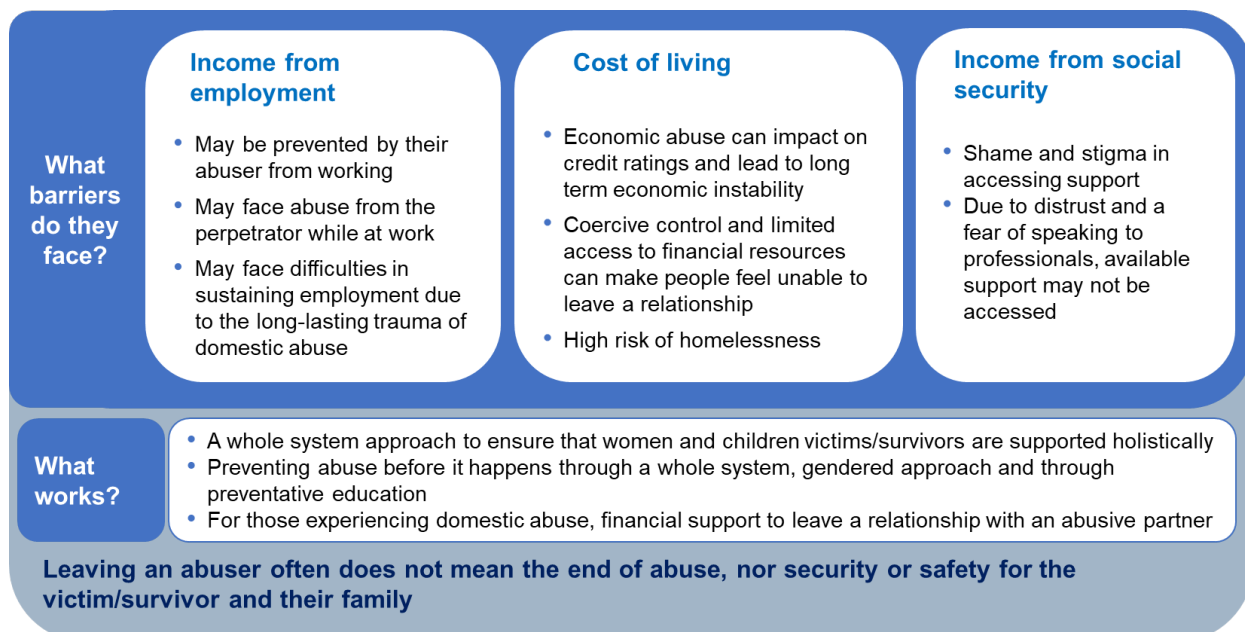 What
barriers
do they
face?
Income from
employment
• May be prevented by their
abuser from working
• May face abuse from the
perpetrator while at work
• May face difficulties in
sustaining employment due
to the long-lasting trauma of
domestic abuse
Cost of living
• Economic abuse can impact on
credit ratings and lead to long
term economic instability
• Coercive control and limited
access to financial resources
can make people feel unable to
leave a relationship
• High risk of homelessness
Income from social
security
• Shame and stigma in
accessing support
• Due to distrust and a
fear of speaking to
professionals, available
support may not be
accessed
What
works?
• A whole system approach to ensure that women and children victims/survivors are supported holistically
• Preventing abuse before it happens through a whole system, gendered approach and through
preventative education
• For those experiencing domestic abuse, financial support to leave a relationship with an abusive partner
Leaving an abuser often does not mean the end of abuse, nor security or safety for the
victim/survivor and their family